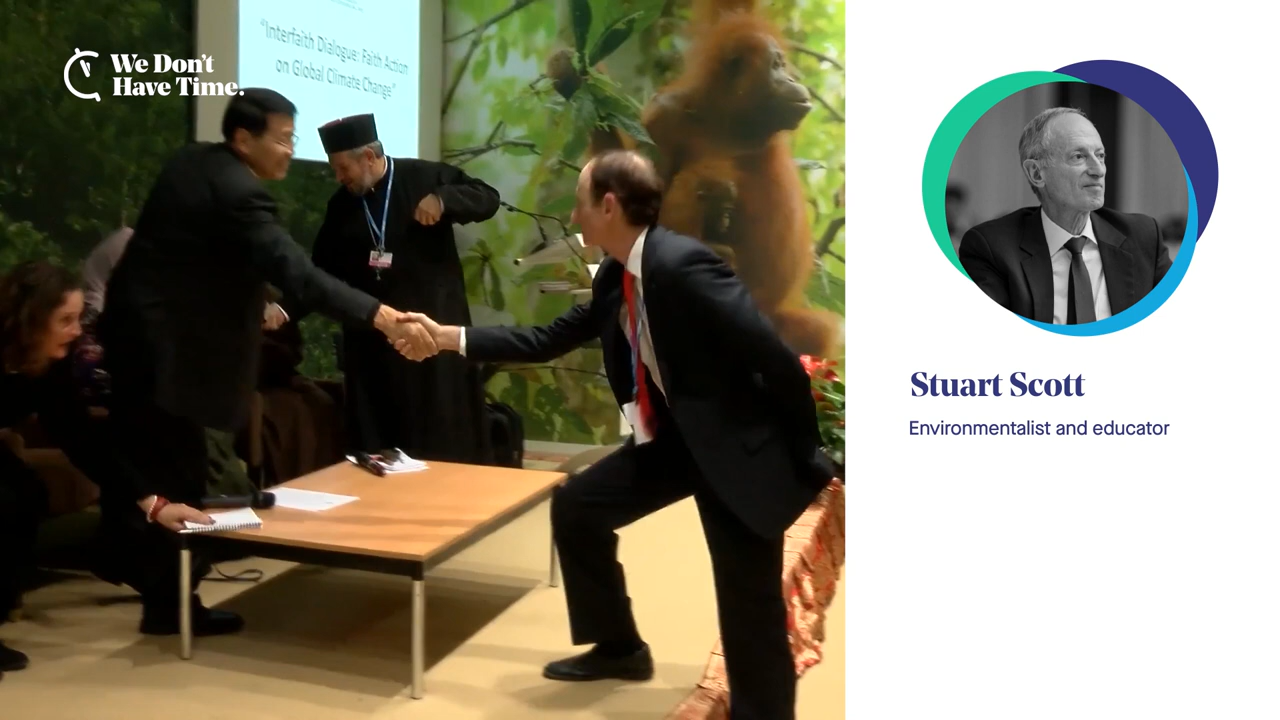 We Don't
Have Time.
"Interfaith Dialogue: Faith Action
on Global Climate Change"
Stuart Scott
Environmentalist and educator